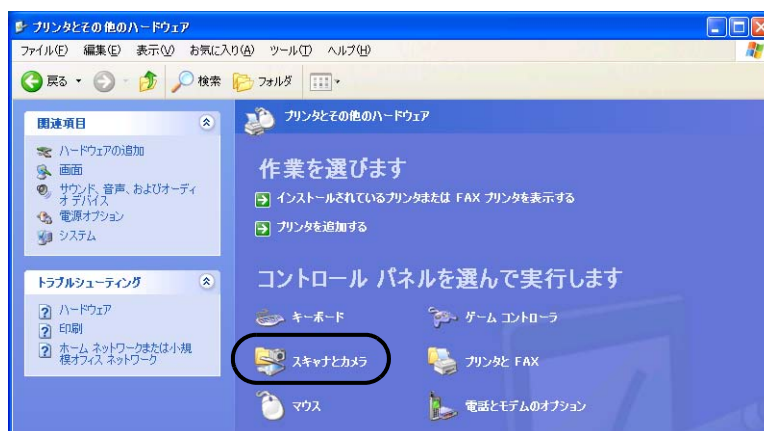 プリンタとその他のハードウェア
ファイル(F) 編集(E) 表示(V) お気に入り(A) ツール(T) ヘルプ(H)
戻る 検索 フォルダ
関連項目
ハードウェアの追加
画面
サウンド、音声、およびオーディ
オ デバイス
電源オプション
システム
トラブルシューティング
ハードウェア
印刷
ホーム ネットワークまたは小規
模オフィス ネットワーク
プリンタとその他のハードウェア
作業を選びます
インストールされているプリンタまたは FAX プリンタを表示する
プリンタを追加する
コントロール パネルを選んで実行します
キーボード
ゲーム コントローラ
スキャナとカメラ
プリンタと FAX
マウス
電話とモデムのオプション